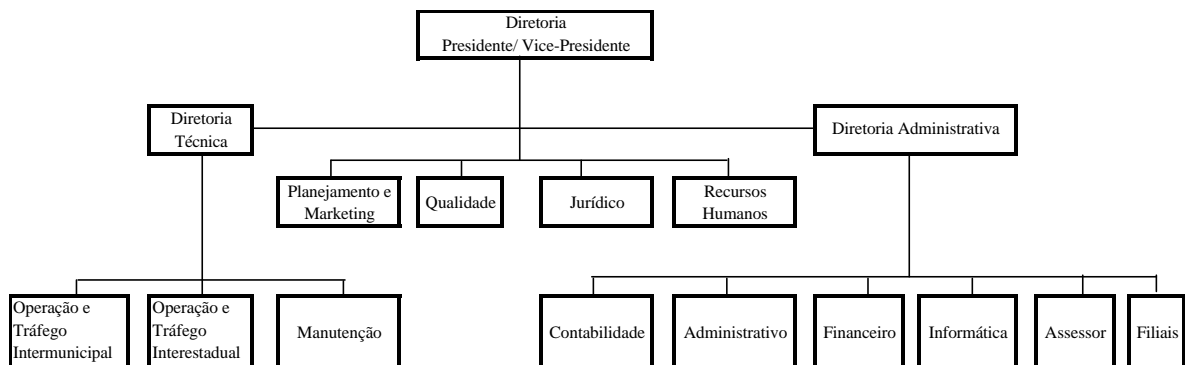 Diretoria
Presidente/ Vice-Presidente
Diretoria
Técnica
Diretoria Administrativa
Planejamento e
Marketing
Qualidade
Jurídico
Recursos
Humanos
Operação e
Tráfego
Intermunicipal
Operação e
Tráfego
Interestadual
Manutenção
Contabilidade
Administrativo
Financeiro
Informática
Assessor
Filiais